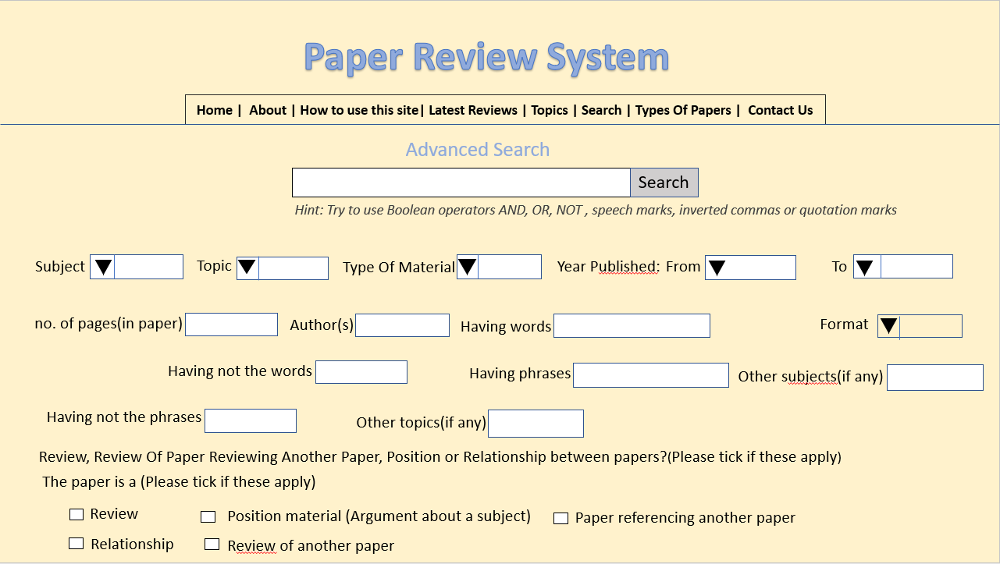 Paper Review System
Home | About | How to use this site| Latest Reviews | Topics | Search | Types Of Papers | Contact Us
Advanced Search
Search
Hint: Try to use Boolean operators AND, OR, NOT , speech marks, inverted commas or quotation marks
Subject Topic Type Of Material Year Published: From To
no. of pages(in paper) Author(s) Having words Format
Having not the words Having phrases Other subjects(if any)
Having not the phrases Other topics(if any)
Review, Review Of Paper Reviewing Another Paper, Position or Relationship between papers?(Please tick if these apply)
The paper is a (Please tick if these apply)
Review Position material (Argument about a subject) Paper referencing another paper
Relationship Review of another paper